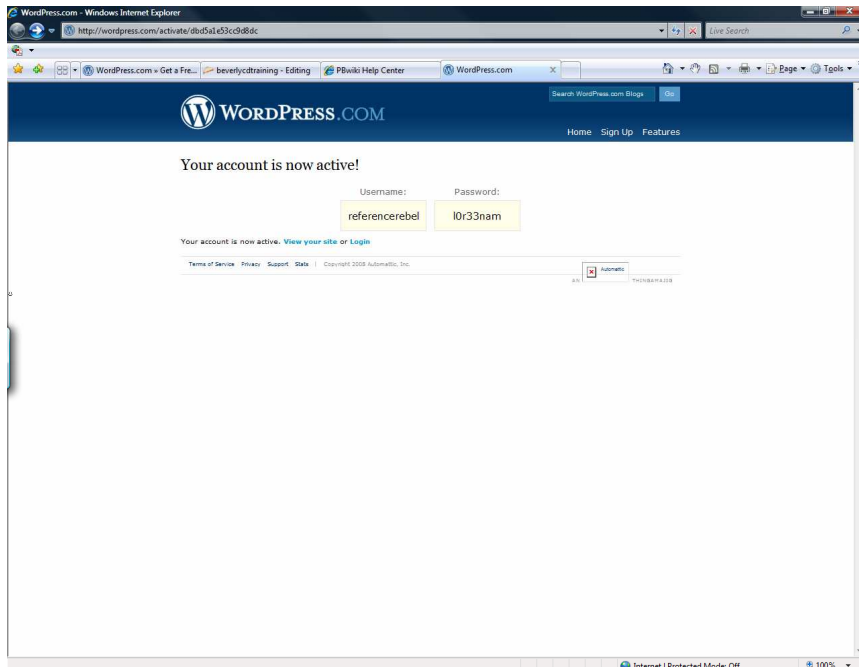 WordPress.com - Windows Internet Explorer
http://wordpress.com/activate/dbd5a1e53cc9d8dc
Live Search
WordPress.com » Get a Fre...
beverlycdtraining - Editing
PBwiki Help Center
WordPress.com
Page
Tools
WORDPRESS.COM
Search WordPress.com Blogs
Go
Home Sign Up Features
Your account is now active!
Username: Password:
referencerebel l0r33nam
Your account is now active. View your site or Login
Terms of Service Privacy Support Stats | Copyright 2008 Automattic, Inc.
Automattic
AN
Internet | Protected Mode: Off
100%